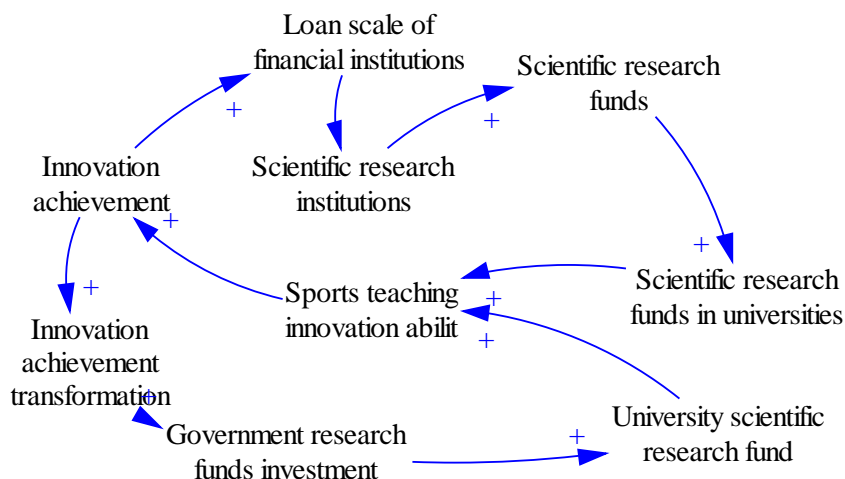 Loan scale of
financial institutions
+
Scientific research
funds
+
Innovation
achievement
+
Scientific research
institutions
+
Scientific research
funds in universities
+
Sports teaching
innovation abilit
+
+
Innovation
achievement
transformation
+
Government research
funds investment
+
University scientific
research fund
+